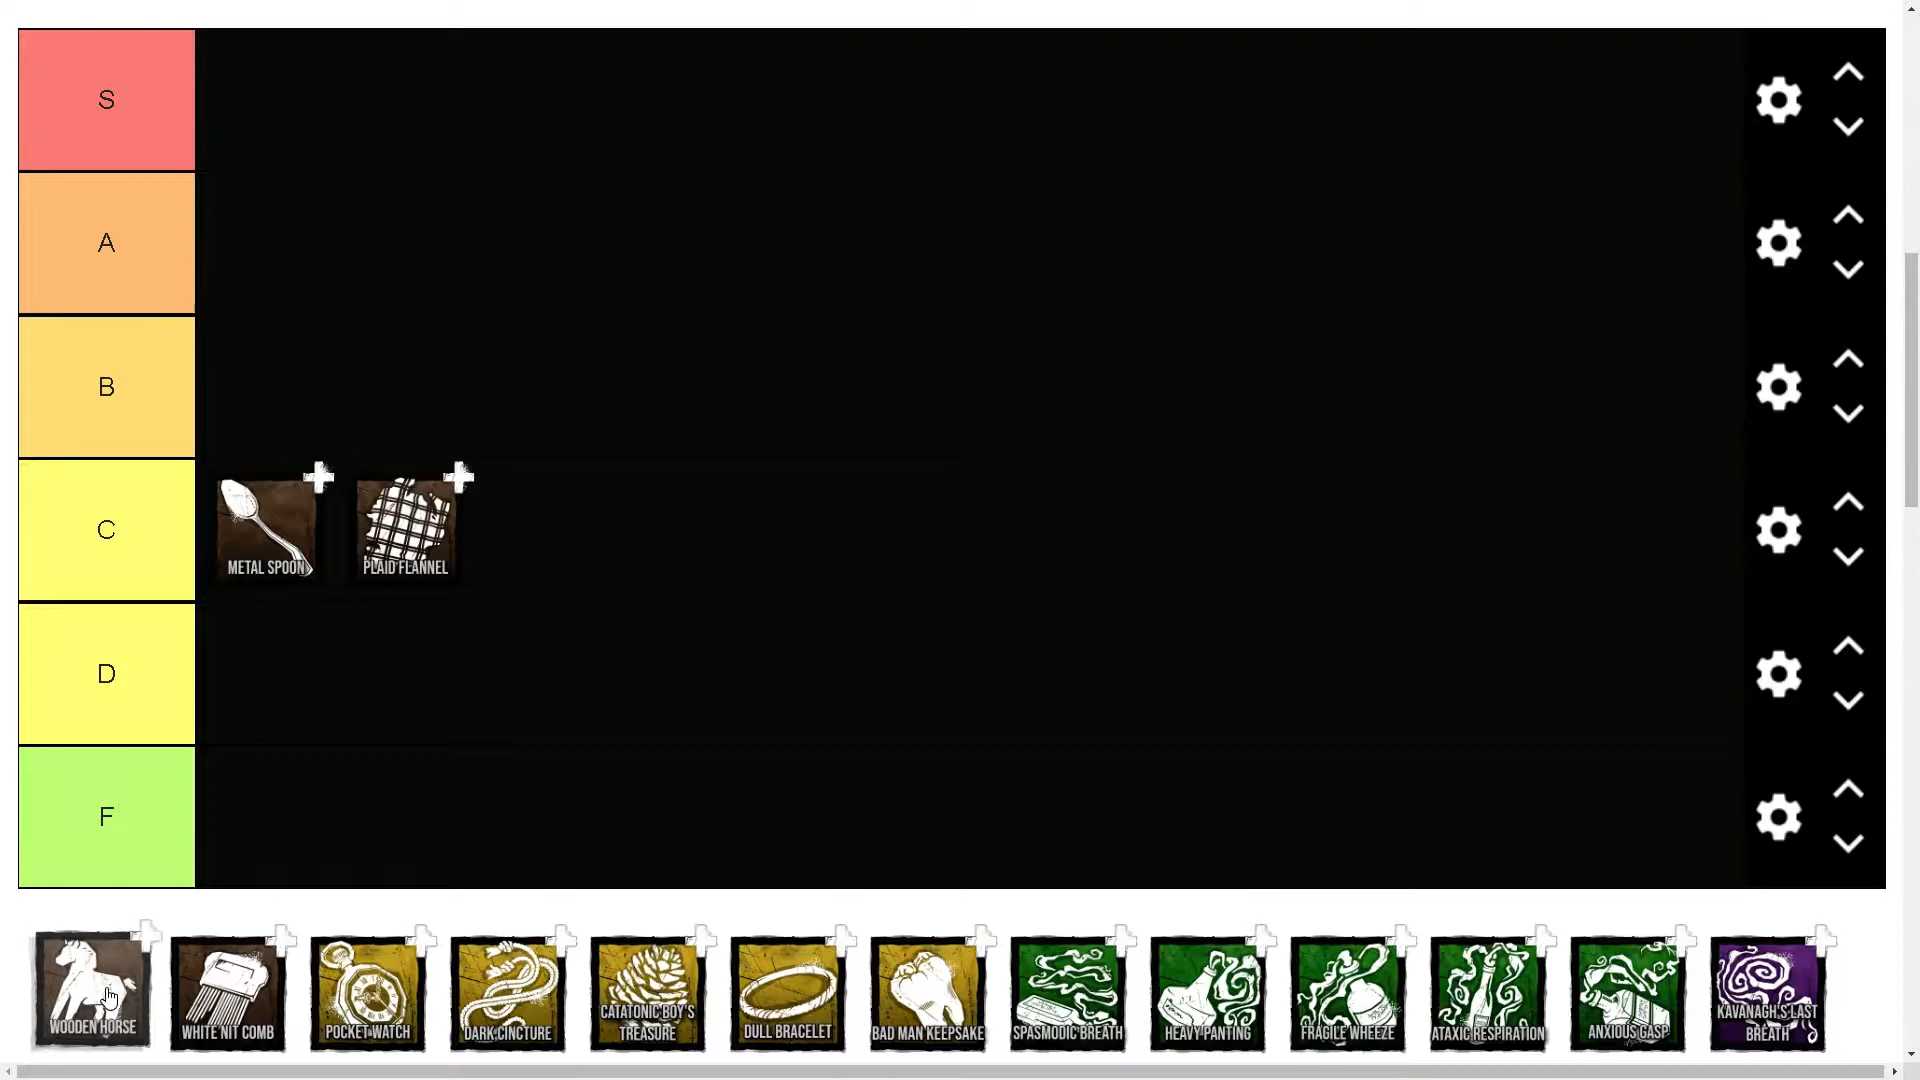 S
A
B
C
METAL SPOON
PLAID FLANNEL
D
F
WOODEN HORSE
WHITE NIT COMB
POCKET WATCH
DARK CINCTURE
CATATONIC BOY'S
TREASURE
DULL BRACELET
BAD MAN KEEPSAKE
SPASMODIC BREATH
HEAVY PANTING
FRAGILE WHEEZE
ATAXIC RESPIRATION
ANXIOUS GASP
KAVANAGH'S LAST
BREATH